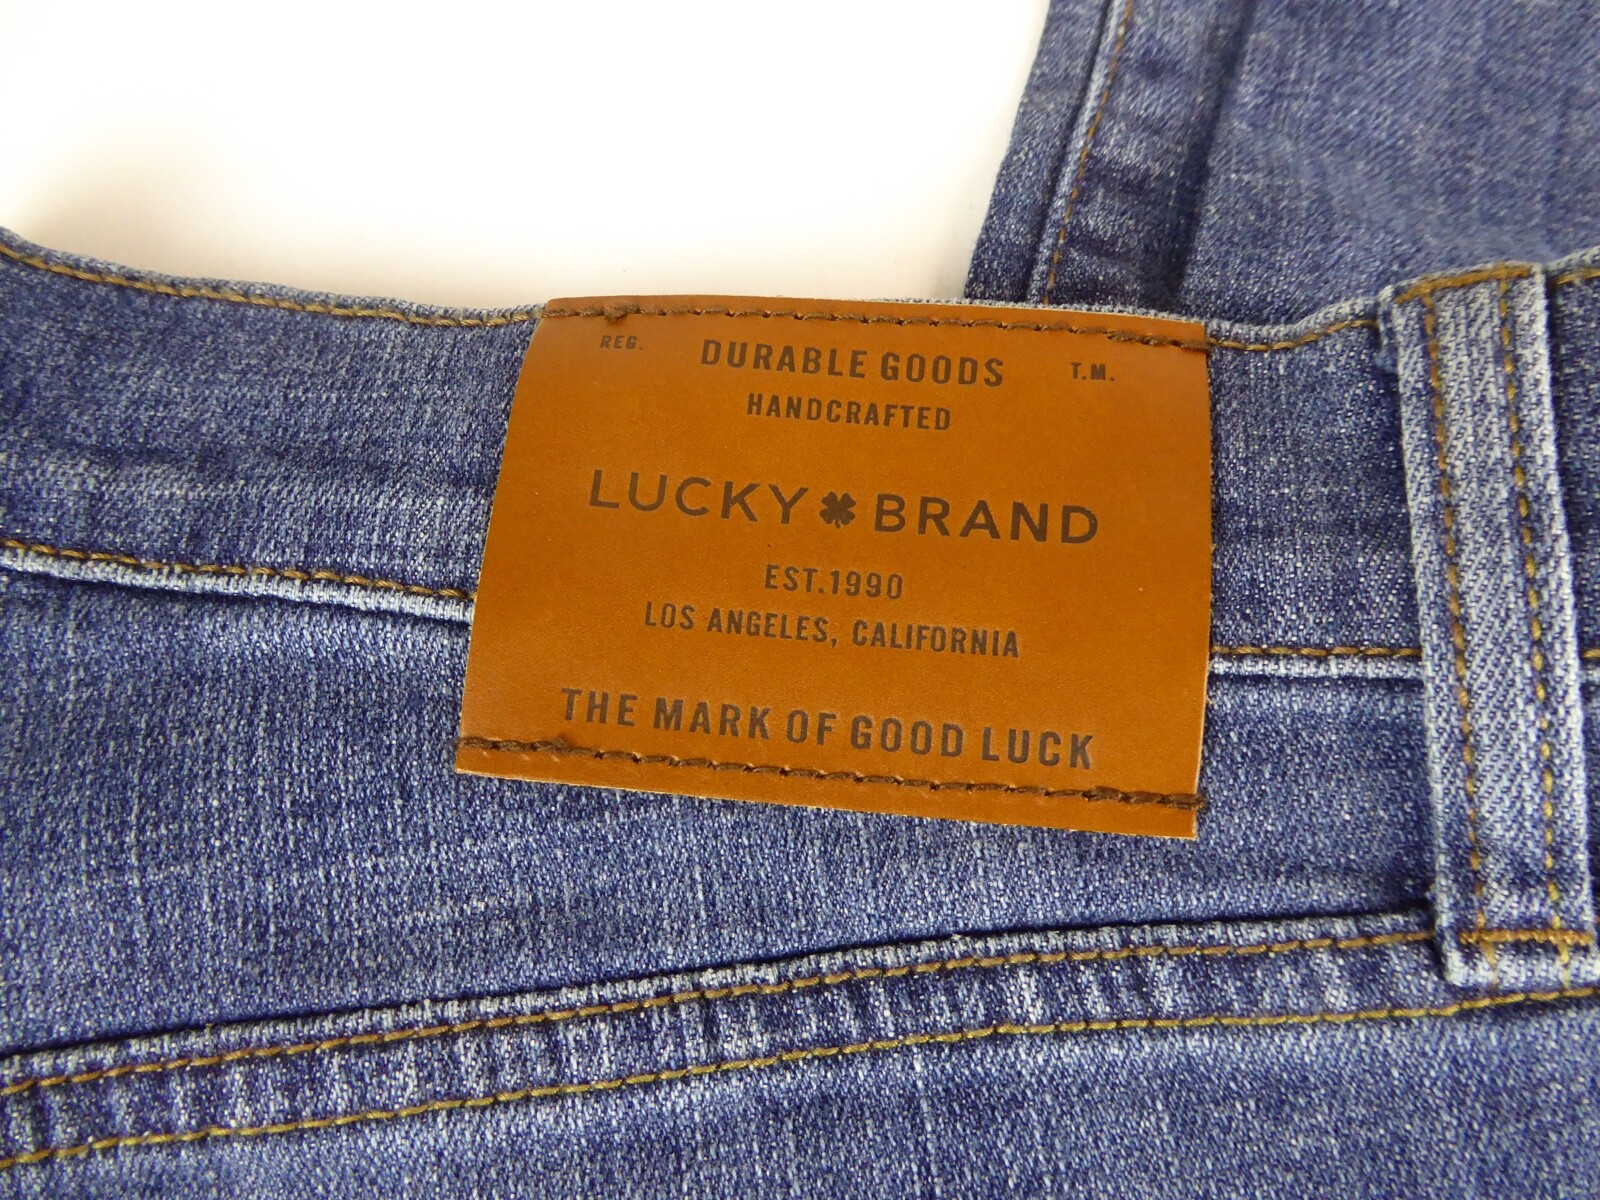 REG. DURABLE GOODS T.M.
HANDCRAFTED
LUCKY BRAND
EST.1990
LOS ANGELES, CALIFORNIA
THE MARK OF GOOD LUCK